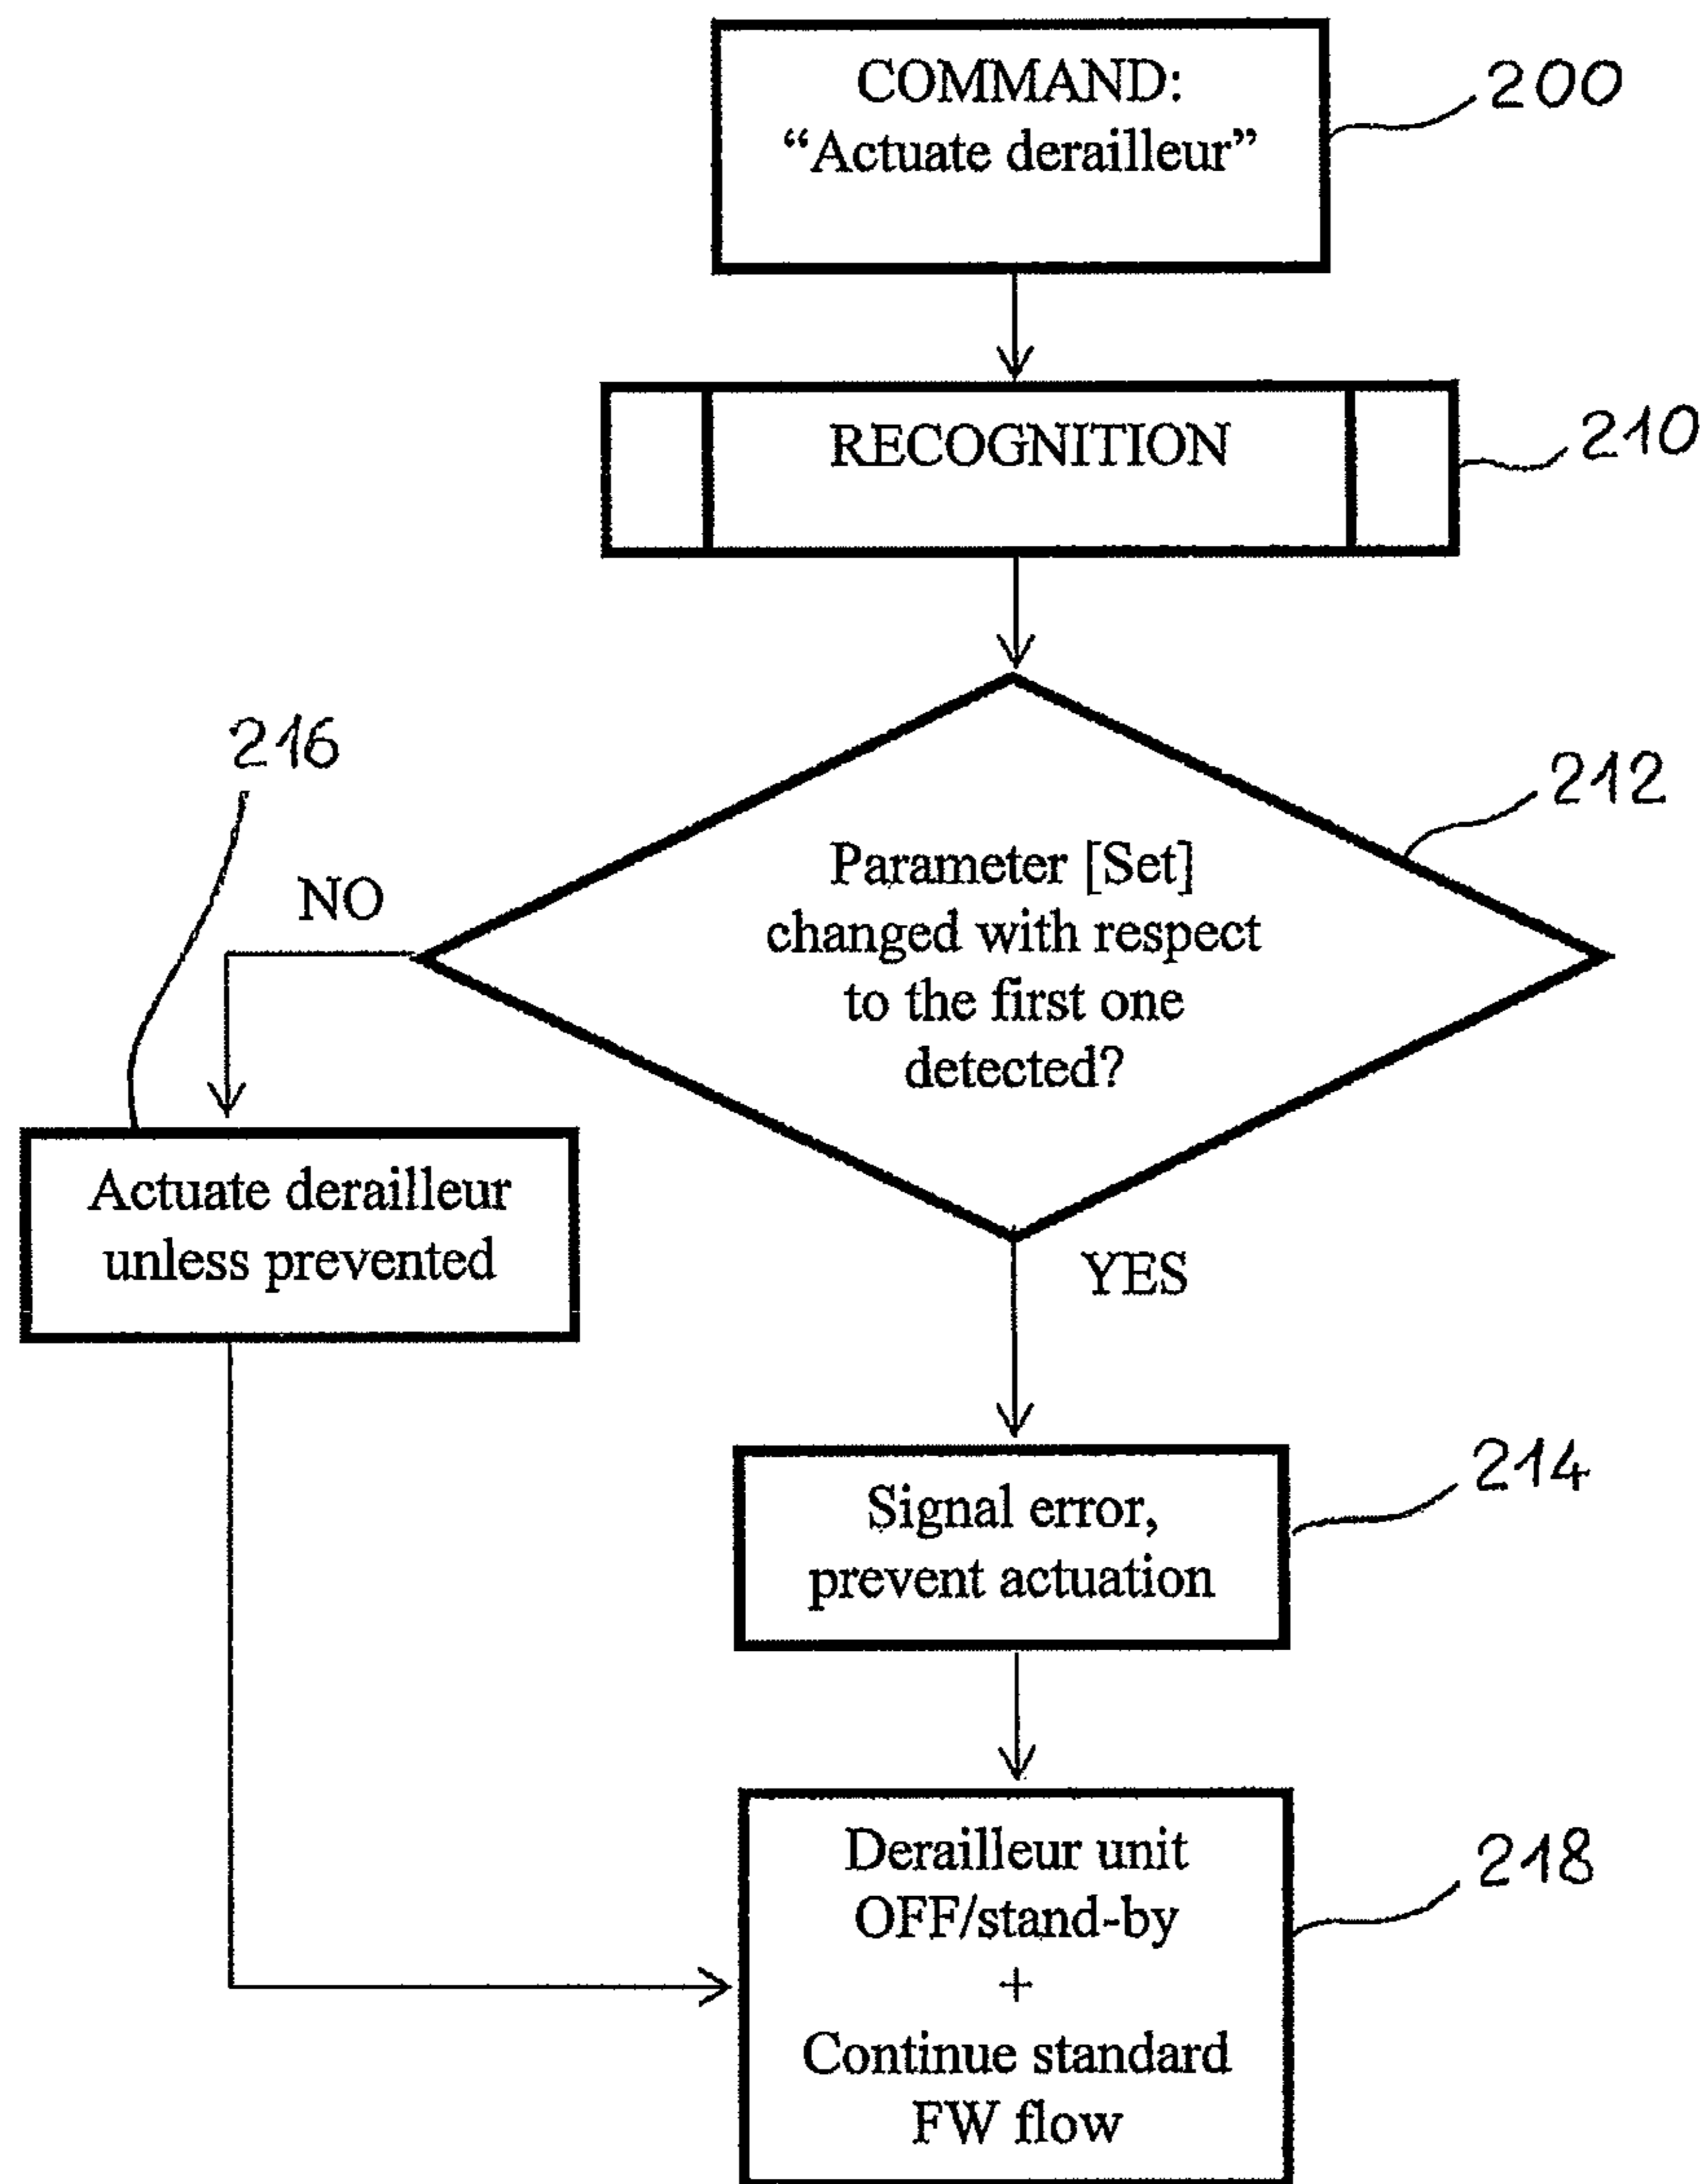 COMMAND:
“Actuate derailleur”
200
RECOGNITION
210
216
212
NO
Parameter [Set]
changed with respect
to the first one
detected?
Actuate derailleur
unless prevented
YES
Signal error,
prevent actuation
214
Derailleur unit
OFF/stand-by
+
Continue standard
FW flow
218